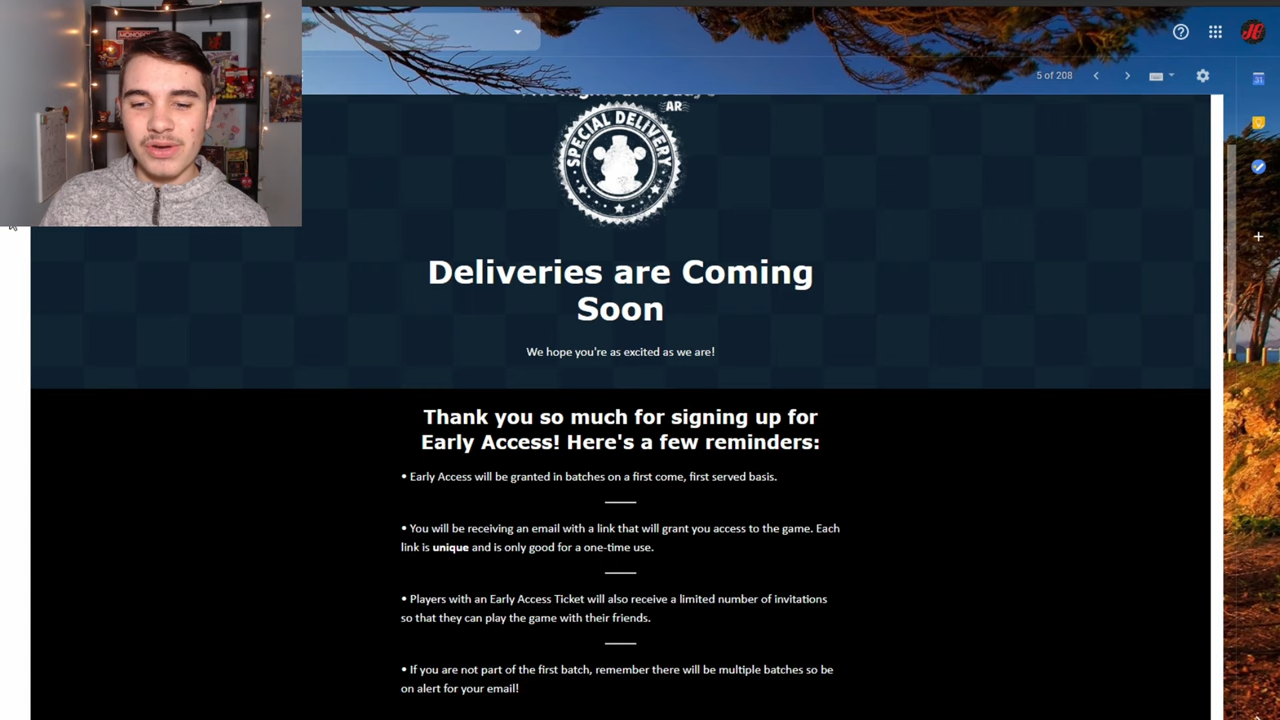 5 of 208
AR
SPECIAL DELIVERY
Deliveries are Coming
Soon
We hope you're as excited as we are!
Thank you so much for signing up for
Early Access! Here's a few reminders:
• Early Access will be granted in batches on a first come, first served basis.
• You will be receiving an email with a link that will grant you access to the game. Each
link is unique and is only good for a one-time use.
• Players with an Early Access Ticket will also receive a limited number of invitations
so that they can play the game with their friends.
• If you are not part of the first batch, remember there will be multiple batches so be
on alert for your email!